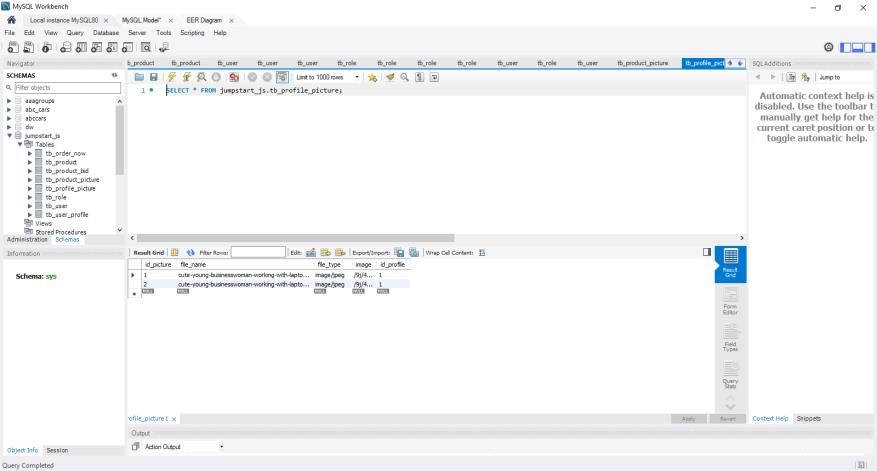 MySQL Workbench
Local instance MySQL80 × MySQL Model* × EER Diagram ×
File Edit View Query Database Server Tools Scripting Help
Navigator
SCHEMAS
Filter objects
aaagroups
abc_cars
abccars
dw
jumpstart_js
Tables
tb_order_now
tb_product
tb_product_bid
tb_product_picture
tb_profile_picture
tb_role
tb_user
tb_user_profile
Views
Stored Procedures
Administration Schemas
Information
Schema: sys
Object Info Session
b_product tb_product tb_user tb_user tb_user tb_role tb_role tb_role tb_user tb_role tb_user tb_product_picture tb_profile_pict
Limit to 1000 rows
1 SELECT * FROM jumpstart_js.tb_profile_picture;
Result Grid Filter Rows: Edit: Export/Import: Wrap Cell Content:
id_picture file_name file_type image id_profile
1 cute-young-businesswoman-working-with-lapto... image/jpeg /9j/4... 1
2 cute-young-businesswoman-working-with-lapto... image/jpeg /9j/4... 1
NULL NULL NULL NULL NULL
Result Grid
Form Editor
Field Types
Query Stats
rofile_picture 1 × Apply Revert
Output
Action Output
SQLAdditions
Jump to
Automatic context help is
disabled. Use the toolbar t
manually get help for the
current caret position or to
toggle automatic help.
Context Help Snippets
Query Completed